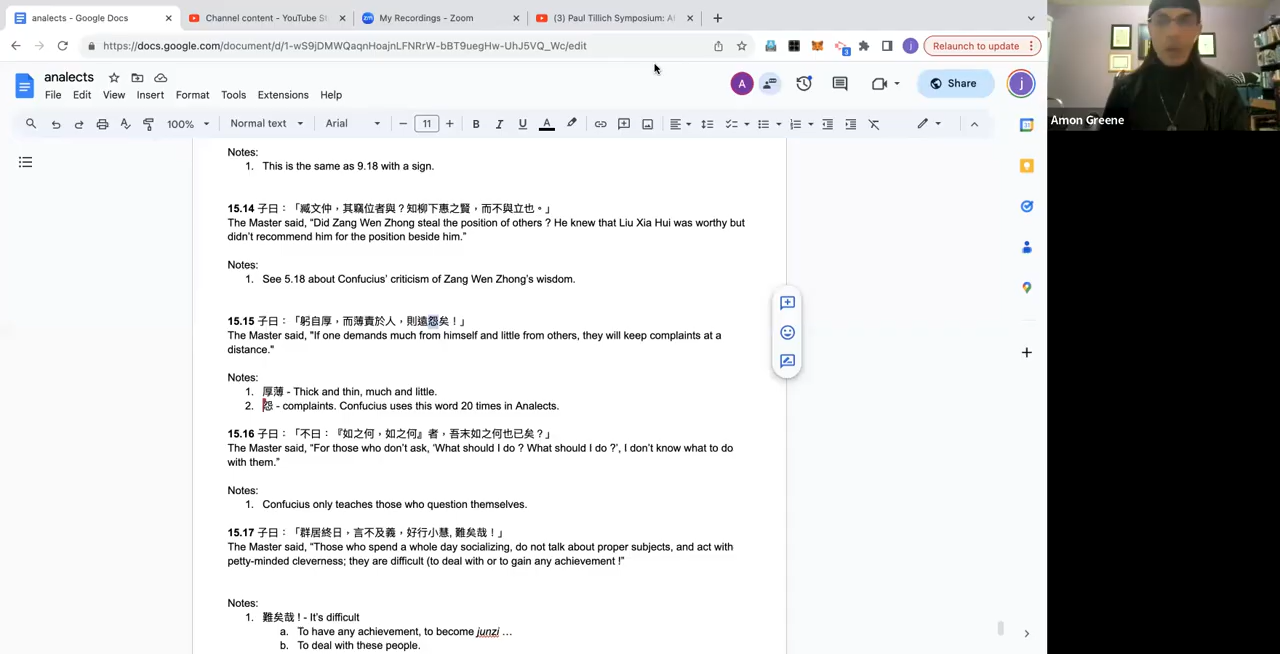 analects - Google Docs
Channel content - YouTube St
My Recordings - Zoom
(3) Paul Tillich Symposium: Al
https://docs.google.com/document/d/1-wS9jDMWQaqnHoajnLFNRrW-bBT9uegHw-UhJ5VQ_Wc/edit
3
j
Relaunch to update
analects
File Edit View Insert Format Tools Extensions Help
A
Share
j
100% Normal text Arial 11 B I U A
Amon Greene
Notes:
1. This is the same as 9.18 with a sign.
15.14 子曰：「臧文仲，其竊位者與？知柳下惠之賢，而不與立也。」
The Master said, “Did Zang Wen Zhong steal the position of others ? He knew that Liu Xia Hui was worthy but
didn’t recommend him for the position beside him.”
Notes:
1. See 5.18 about Confucius’ criticism of Zang Wen Zhong’s wisdom.
15.15 子曰：「躬自厚，而薄責於人，則遠怨矣！」
The Master said, "If one demands much from himself and little from others, they will keep complaints at a
distance."
Notes:
1. 厚薄 - Thick and thin, much and little.
2. 怨 - complaints. Confucius uses this word 20 times in Analects.
15.16 子曰：「不曰：『如之何，如之何』者，吾末如之何也已矣？」
The Master said, “For those who don’t ask, ‘What should I do ? What should I do ?’, I don’t know what to do
with them.”
Notes:
1. Confucius only teaches those who question themselves.
15.17 子曰：「群居終日，言不及義，好行小慧, 難矣哉！」
The Master said, “Those who spend a whole day socializing, do not talk about proper subjects, and act with
petty-minded cleverness; they are difficult (to deal with or to gain any achievement !”
Notes:
1. 難矣哉 ! - It’s difficult
a. To have any achievement, to become junzi …
b. To deal with these people.